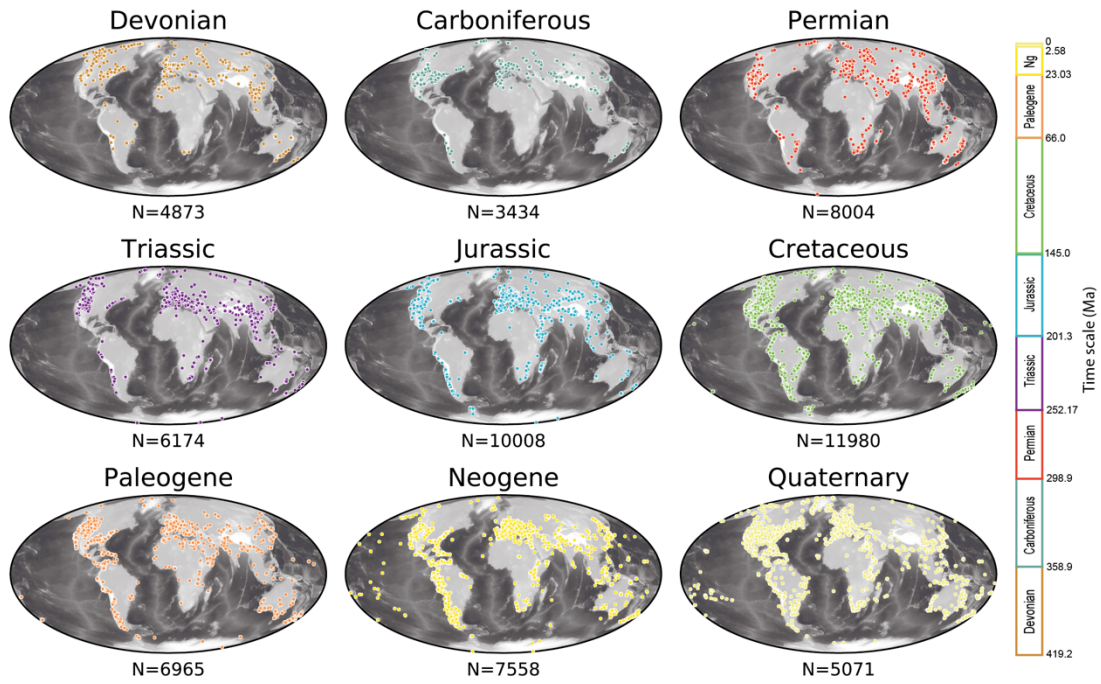 Devonian
Carboniferous
Permian
N=4873
N=3434
N=8004
Triassic
Jurassic
Cretaceous
N=6174
N=10008
N=11980
Paleogene
Neogene
Quaternary
N=6965
N=7558
N=5071
0
2.58
Ng
23.03
Paleogene
66.0
Cretaceous
145.0
Jurassic
201.3
Triassic
252.17
Permian
298.9
Carboniferous
358.9
Devonian
419.2
Time scale (Ma)